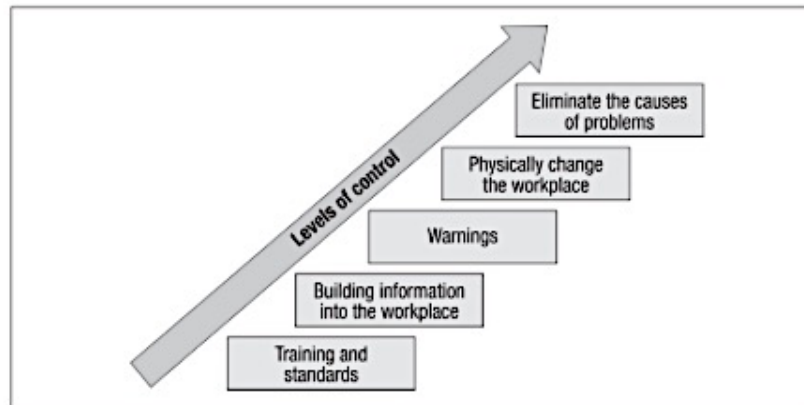 Eliminate the causes
of problems
Physically change
the workplace
Levels of control
Warnings
Building information
into the workplace
Training and
standards